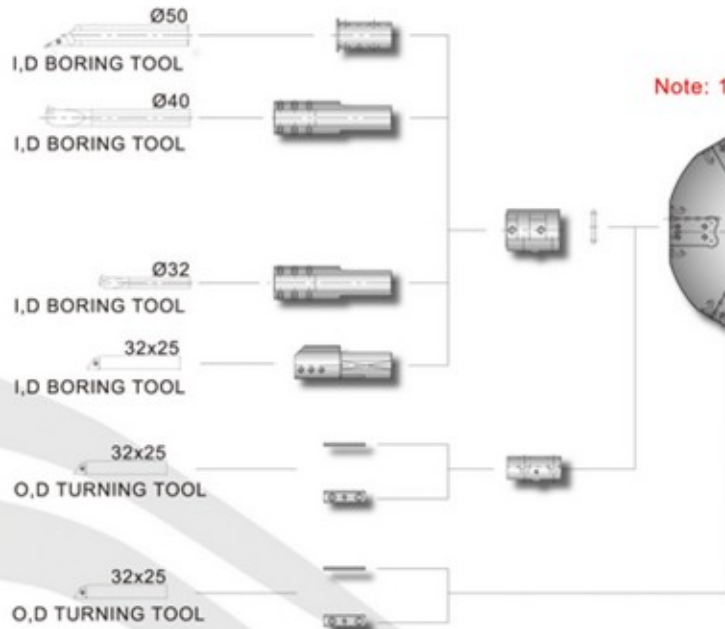 Ø50
I,D BORING TOOL
Note: 1
Ø40
I,D BORING TOOL
Ø32
I,D BORING TOOL
32x25
I,D BORING TOOL
32x25
O,D TURNING TOOL
32x25
O,D TURNING TOOL